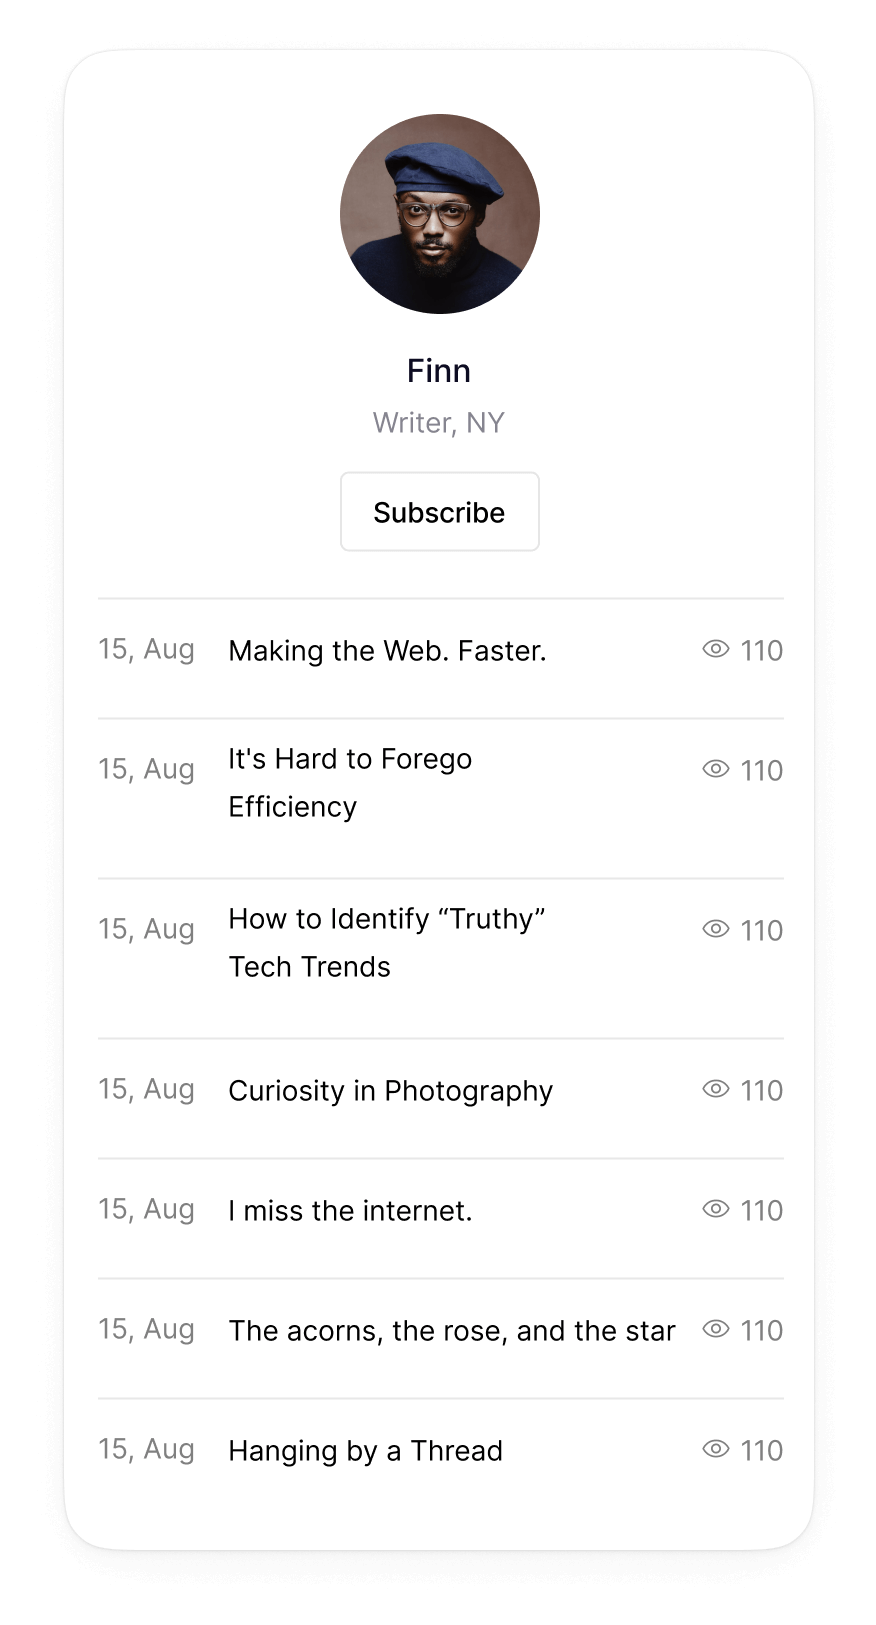 Finn
Writer, NY
Subscribe
15, Aug Making the Web. Faster. 110
15, Aug It's Hard to Forego 110
Efficiency
15, Aug How to Identify “Truthy” 110
Tech Trends
15, Aug Curiosity in Photography 110
15, Aug I miss the internet. 110
15, Aug The acorns, the rose, and the star 110
15, Aug Hanging by a Thread 110